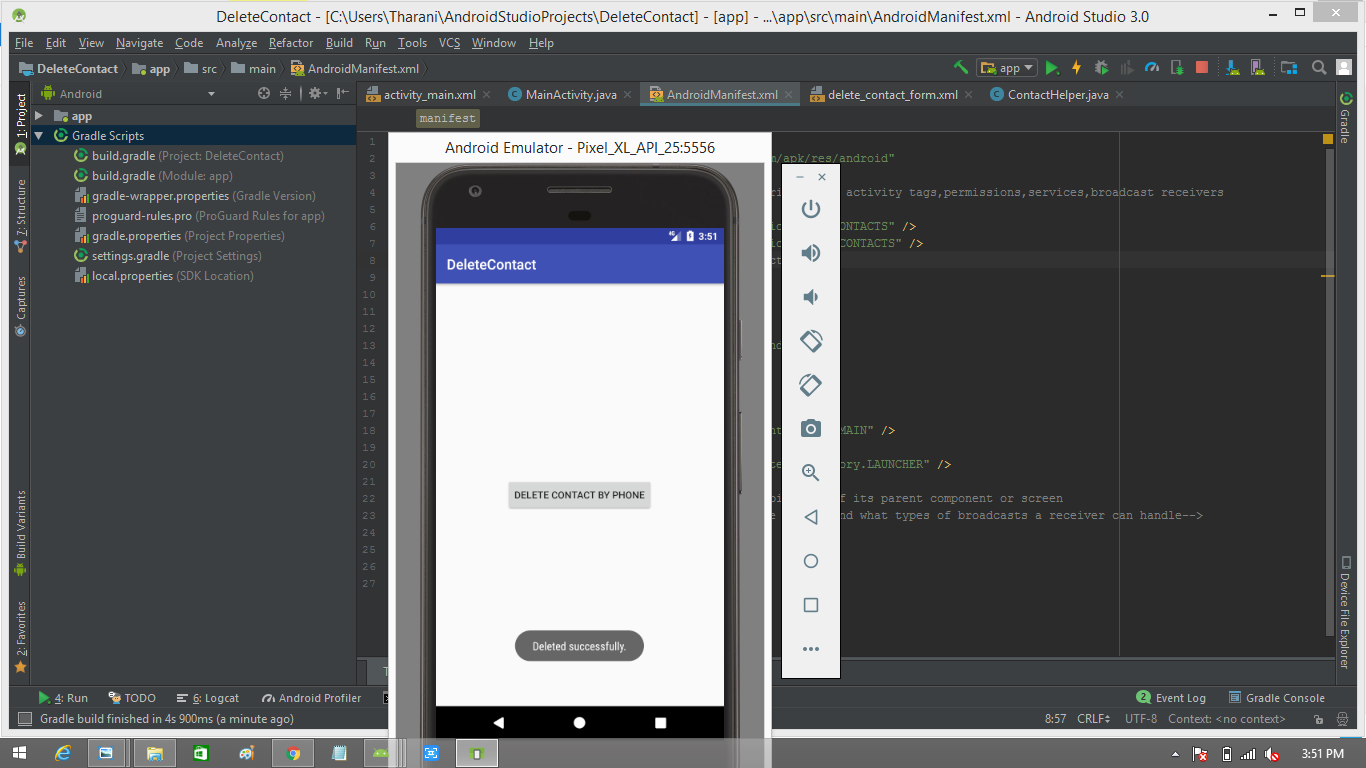 DeleteContact - [C:\Users\Tharani\AndroidStudioProjects\DeleteContact] - [app] - ...\app\src\main\AndroidManifest.xml - Android Studio 3.0
File Edit View Navigate Code Analyze Refactor Build Run Tools VCS Window Help
DeleteContact app src main AndroidManifest.xml app
Android
activity_main.xml MainActivity.java AndroidManifest.xml delete_contact_form.xml ContactHelper.java
1: Project
7: Structure
Captures
Build Variants
2: Favorites
app
Gradle Scripts
build.gradle (Project: DeleteContact)
build.gradle (Module: app)
gradle-wrapper.properties (Gradle Version)
proguard-rules.pro (ProGuard Rules for app)
gradle.properties (Project Properties)
settings.gradle (Project Settings)
local.properties (SDK Location)
manifest
1
2 m/apk/res/android"
3
4 activity tags,permissions,services,broadcast receivers
5
6 ONTACTS" />
7 CONTACTS" />
8
9
10
11
12
13
14
15
16
17
18 MAIN" />
19
20 ory.LAUNCHER" />
21
22 f its parent component or screen
23 nd what types of broadcasts a receiver can handle-->
24
25
26
27
Android Emulator - Pixel_XL_API_25:5556
4G 3:51
DeleteContact
DELETE CONTACT BY PHONE
Deleted successfully.
Gradle
Device File Explorer
4: Run TODO 6: Logcat Android Profiler
2 Event Log Gradle Console
Gradle build finished in 4s 900ms (a minute ago)
8:57 CRLF UTF-8 Context: <no context>
3:51 PM